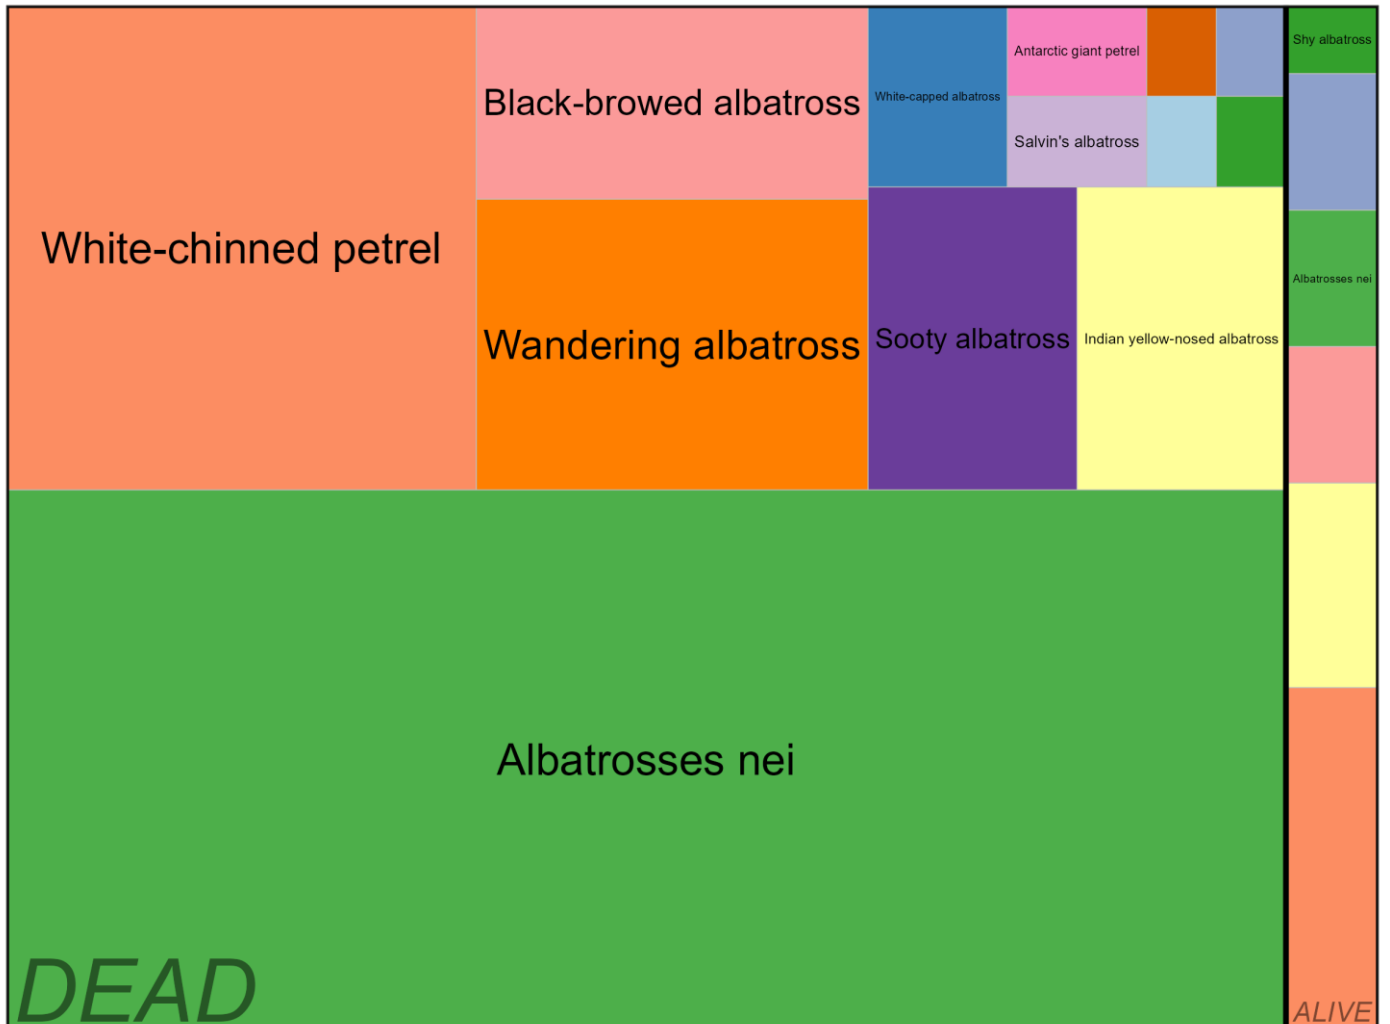 White-chinned petrel
Black-browed albatross
Wandering albatross
White-capped albatross
Antarctic giant petrel
Salvin's albatross
Sooty albatross
Indian yellow-nosed albatross
Albatrosses nei
DEAD
Shy albatross
Albatrosses nei
ALIVE